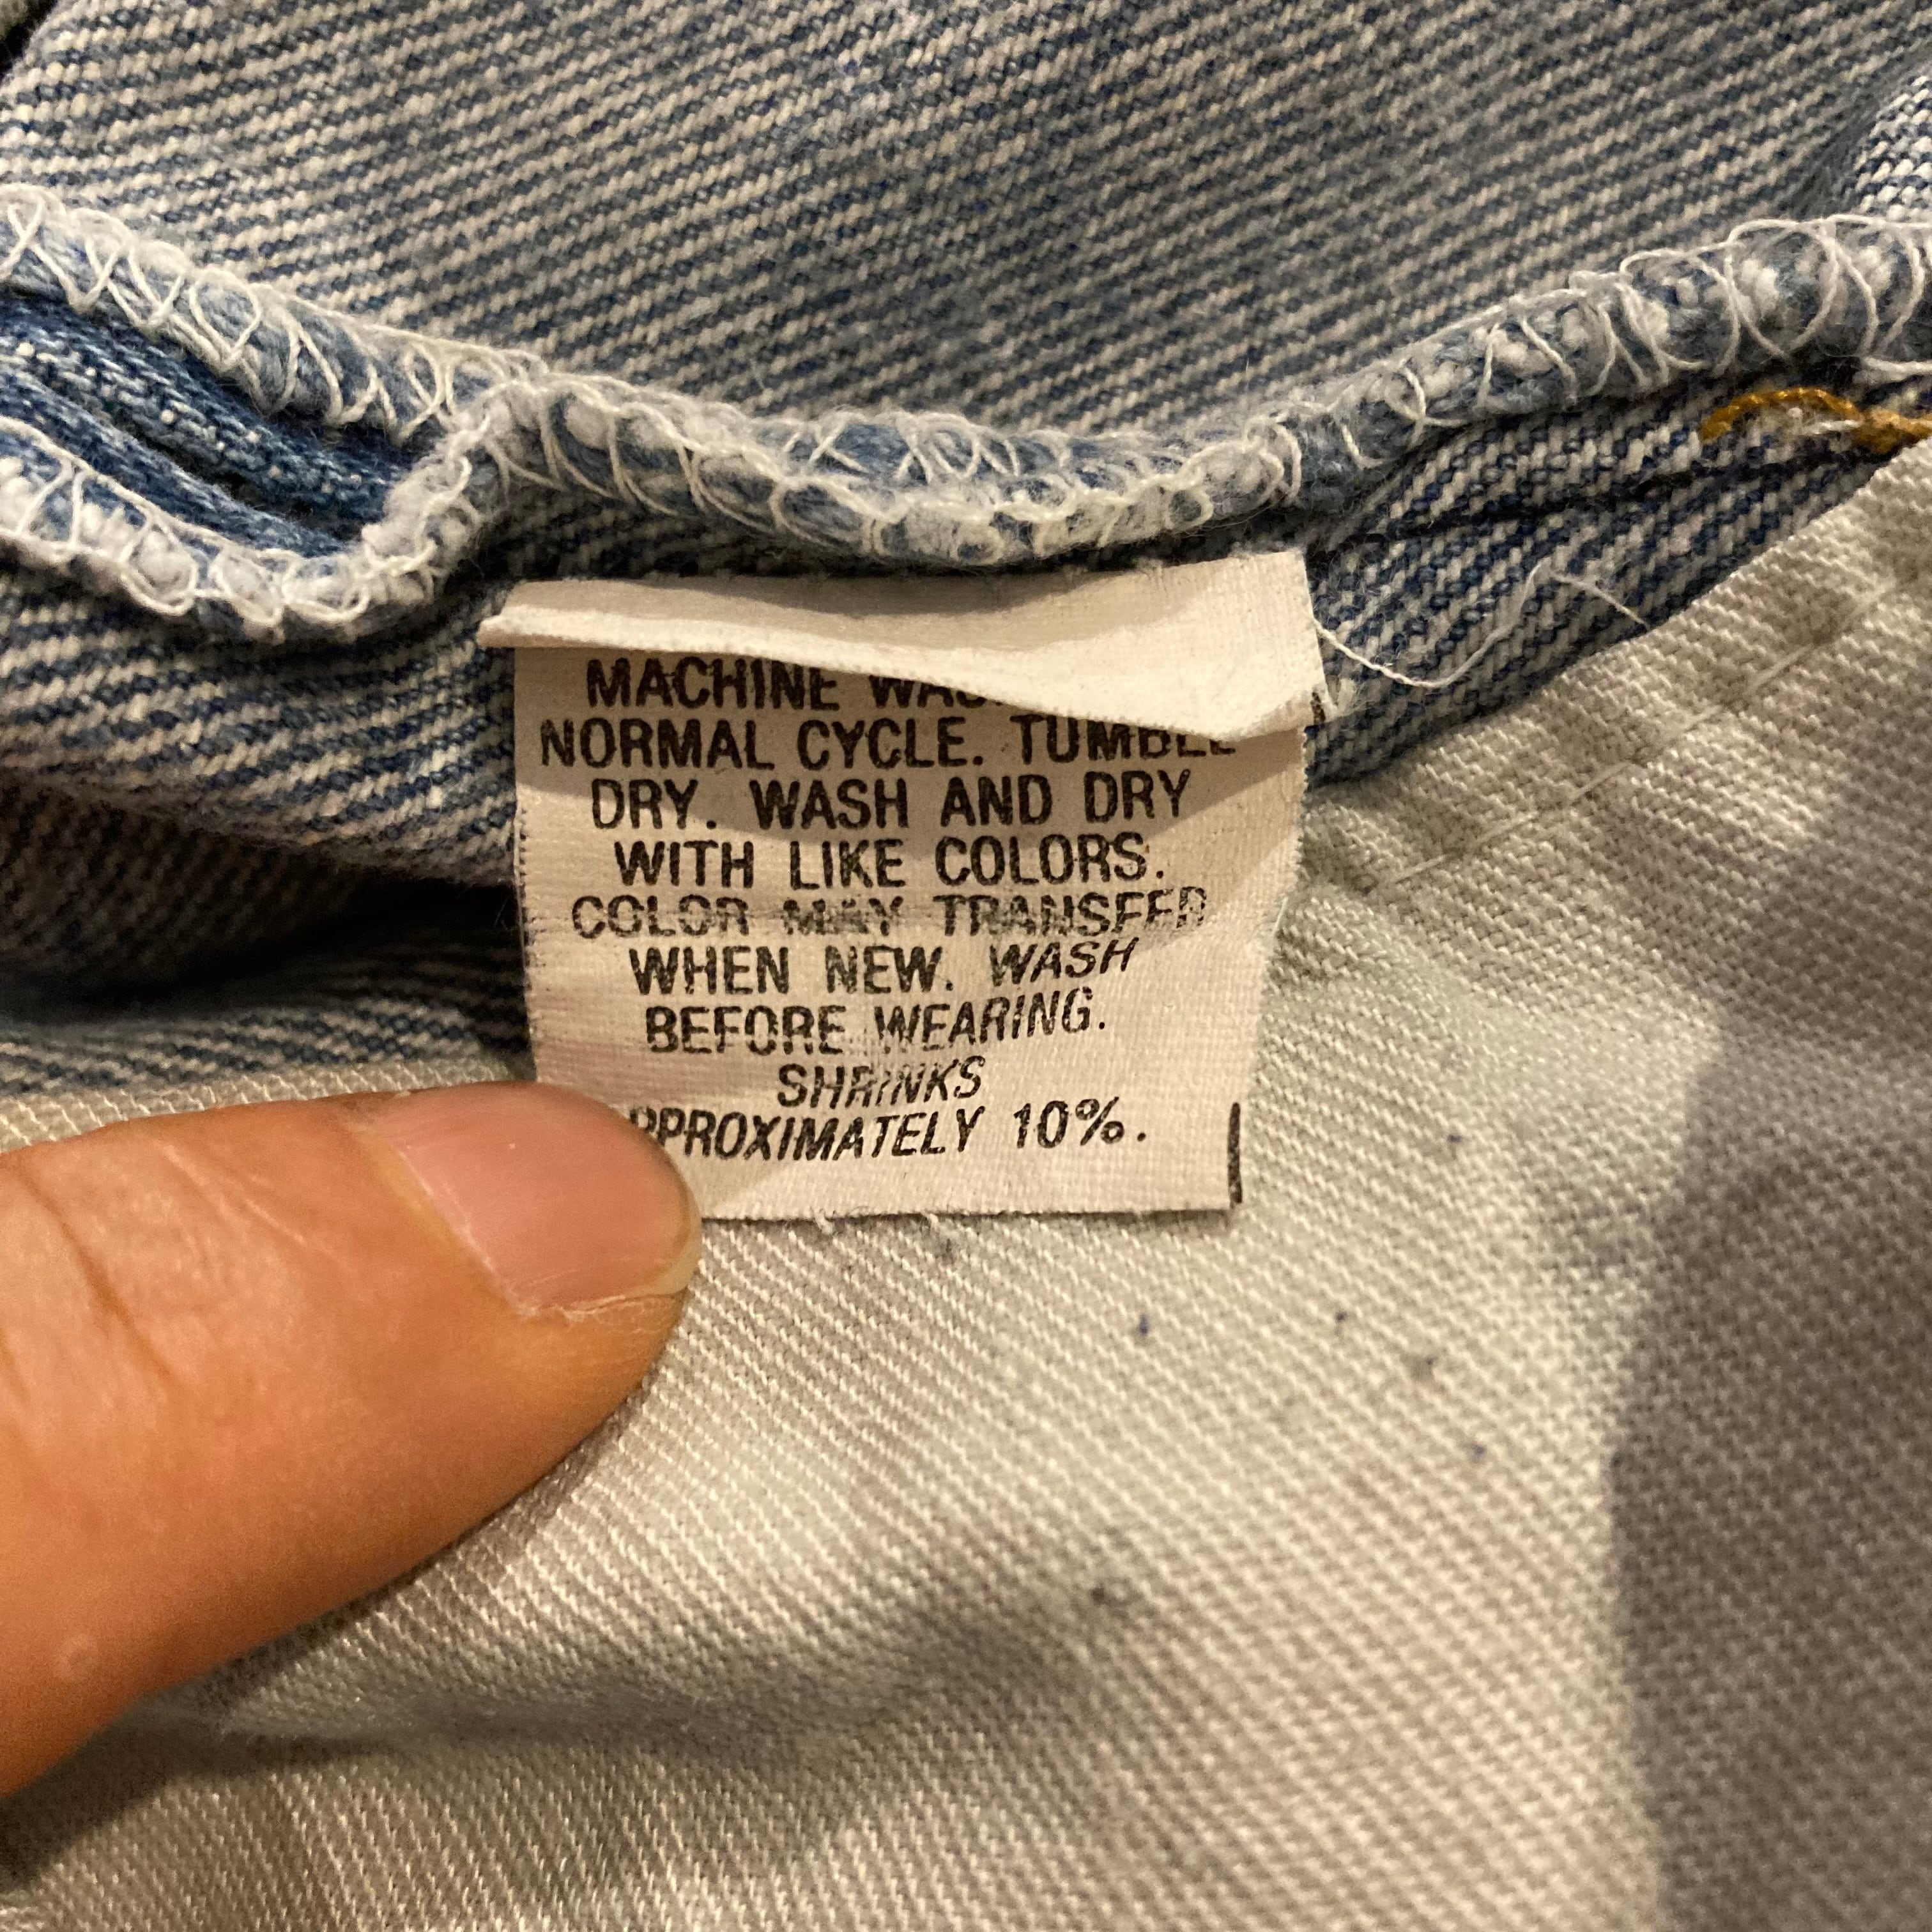 MACHINE
NORMAL CYCLE. TUMBLE
DRY. WASH AND DRY
WITH LIKE COLORS.
COLOR MAY TRANSFER
WHEN NEW. WASH
BEFORE WEARING.
SHRINKS
PPROXIMATELY 10%.